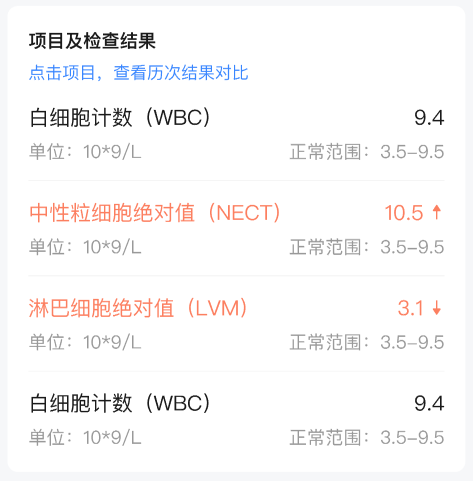 项目及检查结果
点击项目，查看历次结果对比
白细胞计数（WBC） 9.4
单位：10*9/L 正常范围：3.5–9.5
中性粒细胞绝对值（NECT） 10.5 ↑
单位：10*9/L 正常范围：3.5–9.5
淋巴细胞绝对值（LVM） 3.1 ↓
单位：10*9/L 正常范围：3.5–9.5
白细胞计数（WBC） 9.4
单位：10*9/L 正常范围：3.5–9.5